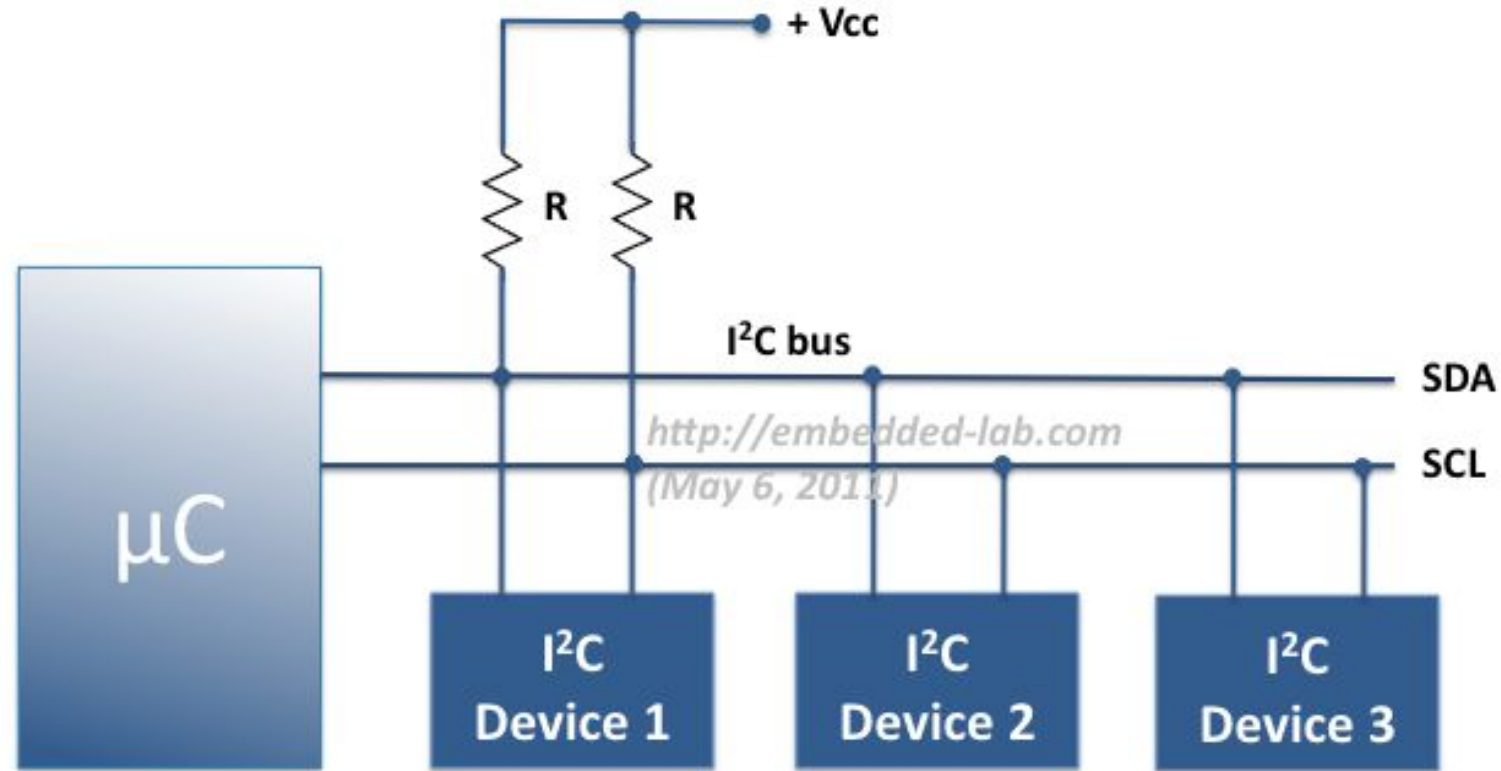 + Vcc
R
R
I²C bus
SDA
http://embedded-lab.com
SCL
(May 6, 2011)
µC
I²C
Device 1
I²C
Device 2
I²C
Device 3